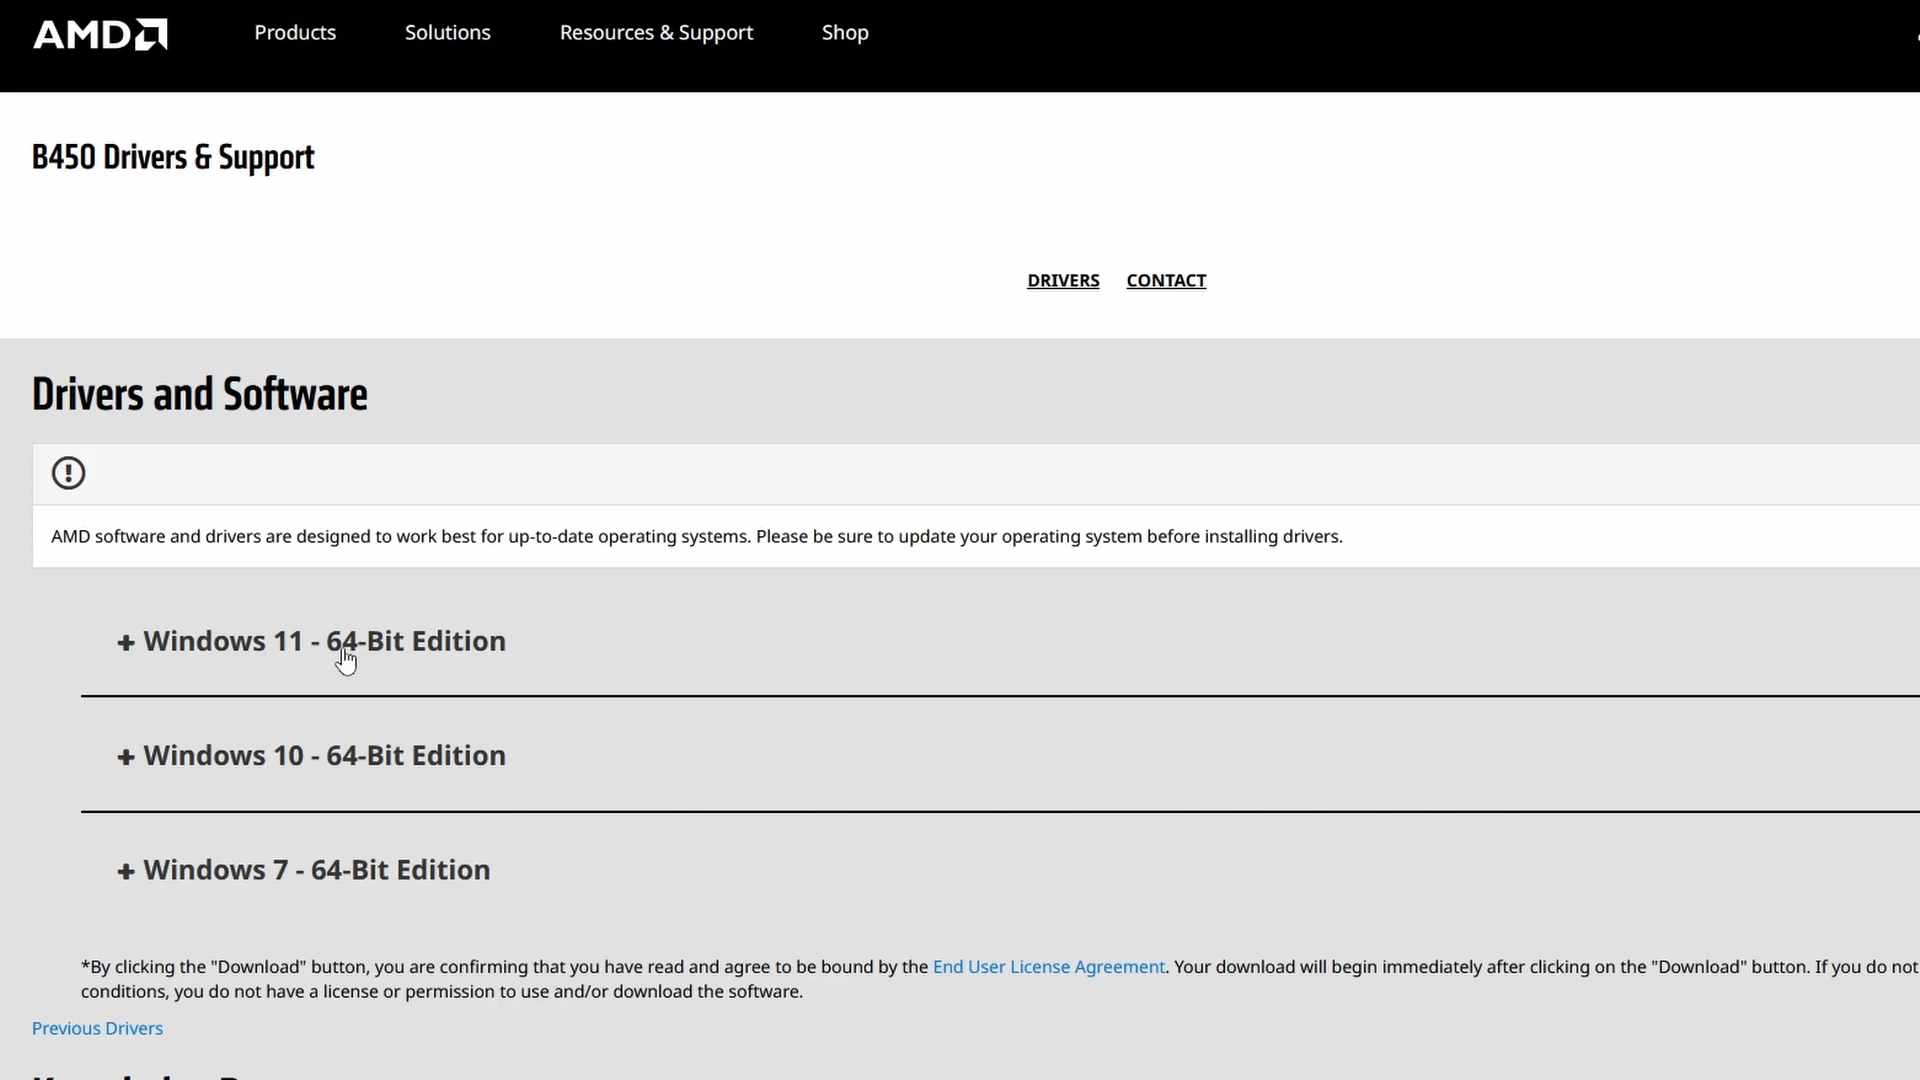 AMD
Products
Solutions
Resources & Support
Shop
B450 Drivers & Support
DRIVERS
CONTACT
Drivers and Software
AMD software and drivers are designed to work best for up-to-date operating systems. Please be sure to update your operating system before installing drivers.
+ Windows 11 - 64-Bit Edition
+ Windows 10 - 64-Bit Edition
+ Windows 7 - 64-Bit Edition
*By clicking the "Download" button, you are confirming that you have read and agree to be bound by the End User License Agreement. Your download will begin immediately after clicking on the "Download" button. If you do not
conditions, you do not have a license or permission to use and/or download the software.
Previous Drivers